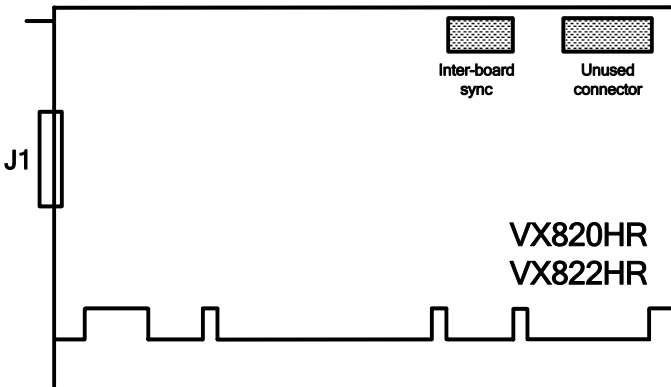 Inter-board
sync
Unused
connector
J1
VX820HR
VX822HR